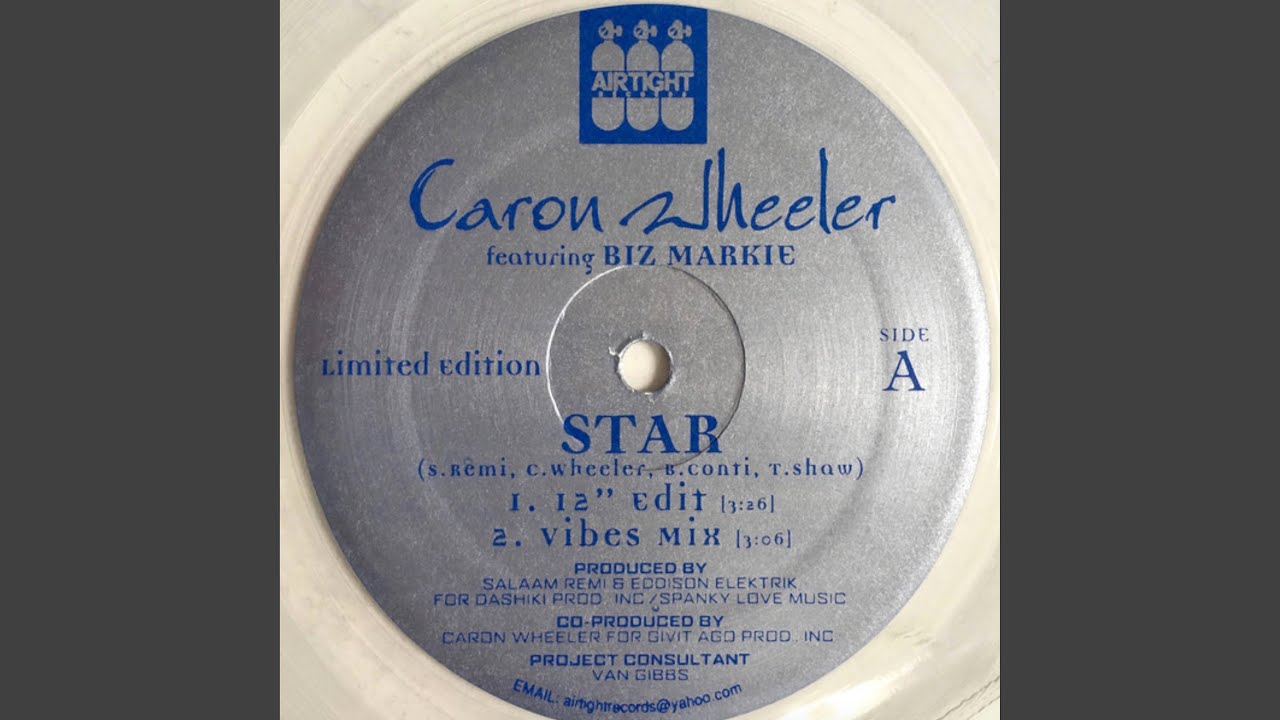 AIRTIGHT
RECORDS
Caron Wheeler
featuring BIZ MARKIE
Limited Edition
SIDE
A
STAR
(S.Remi, C.Wheeler, B.Conti, T.Shaw)
1. 12” Edit [3:26]
2. Vibes Mix [3:06]
PRODUCED BY
SALAAM REMI & EDDISON ELEKTRIK
FOR DASHIKI PROD. INC/SPANKY LOVE MUSIC
CO-PRODUCED BY
CARON WHEELER FOR GIVIT AGO PROD. INC
PROJECT CONSULTANT
VAN GIBBS
EMAIL: airtightrecords@yahoo.com